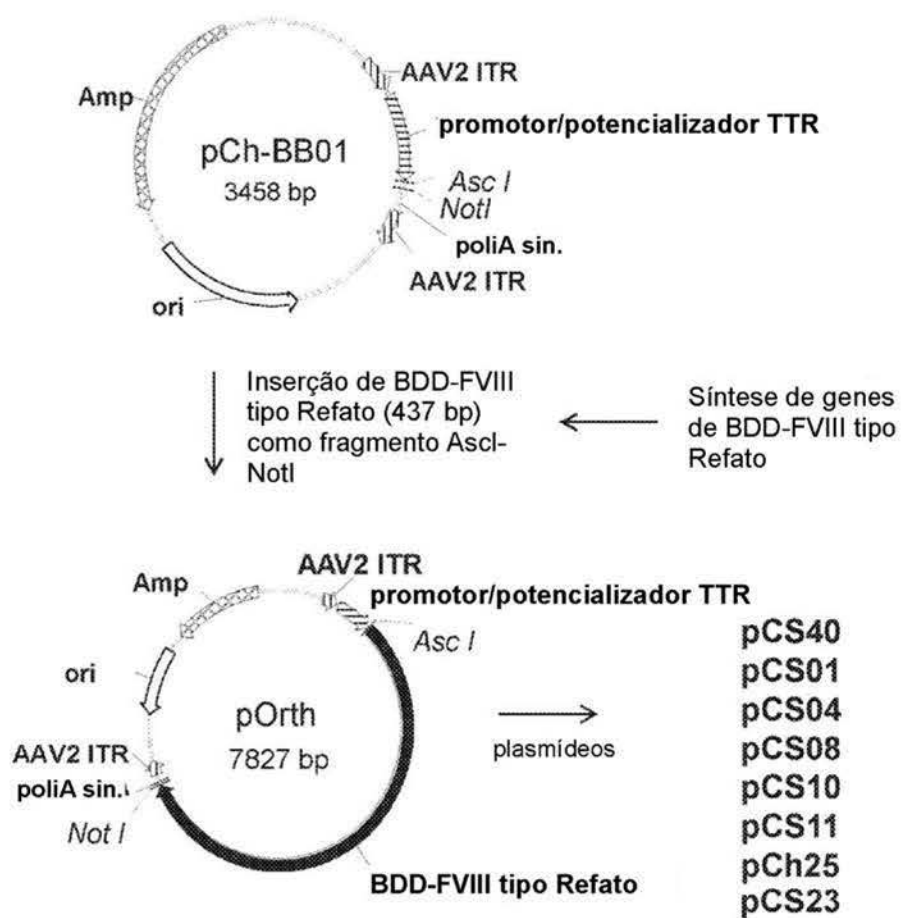 AAV2 ITR
Amp
promotor/potencializador TTR
pCh-BB01
3458 bp
Asc I
NotI
poliA sin.
AAV2 ITR
ori
Inserção de BDD-FVIII
tipo Refato (437 bp)
como fragmento AscI-
NotI
Síntese de genes
de BDD-FVIII tipo
Refato
AAV2 ITR
Amp
promotor/potencializador TTR
Asc I
ori
pOrth
7827 bp
AAV2 ITR
poliA sin.
Not I
BDD-FVIII tipo Refato
plasmídeos
pCS40
pCS01
pCS04
pCS08
pCS10
pCS11
pCh25
pCS23